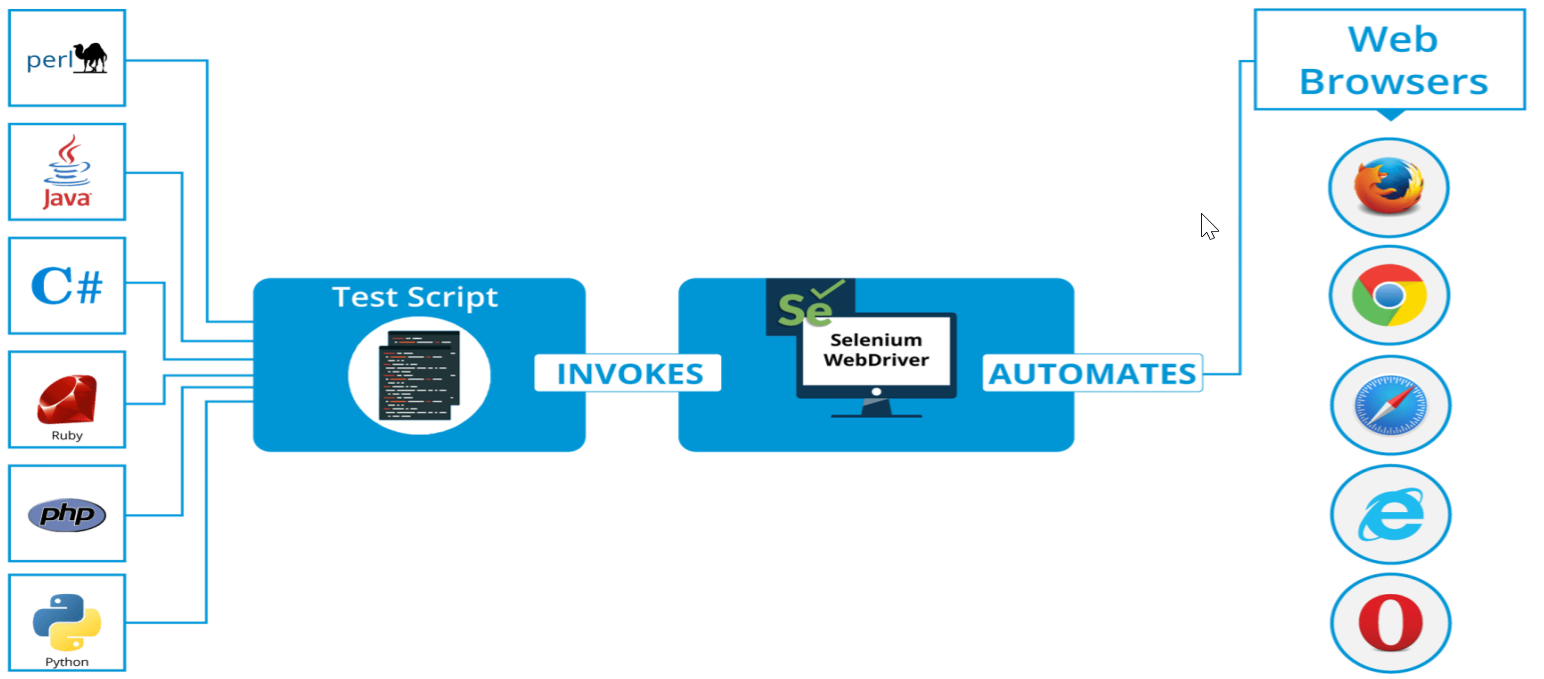 perl
Java
C#
Ruby
php
Python
Test Script
INVOKES
Se
Selenium
WebDriver
AUTOMATES
Web
Browsers